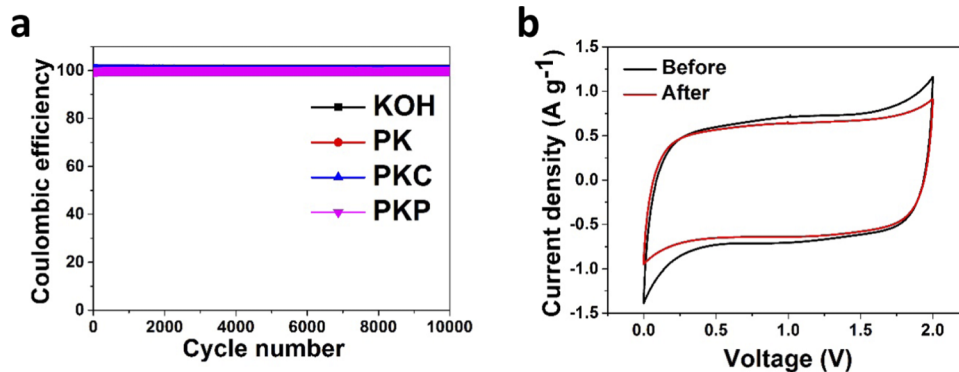 a
Coulombic efficiency
100
80
60
40
20
0
KOH
PK
PKC
PKP
0 2000 4000 6000 8000 10000
Cycle number
b
Current density (A g-1)
1.5
1.0
0.5
0.0
-0.5
-1.0
-1.5
Before
After
0.0 0.5 1.0 1.5 2.0
Voltage (V)